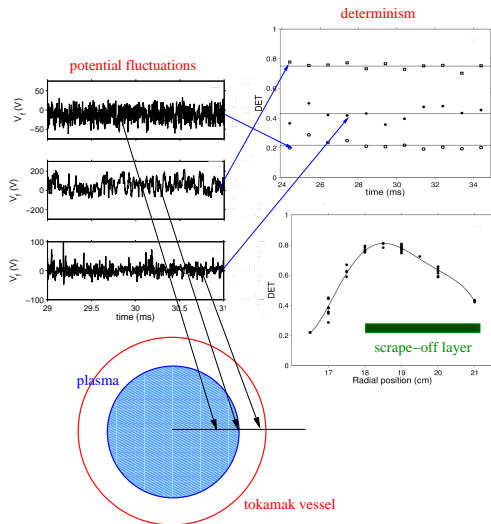 determinism
potential fluctuations
V_f (V)
50
0
−50
V_f (V)
200
0
−200
V_f (V)
100
0
−100
29
29.5
30
30.5
31
time (ms)
DET
1
0.8
0.6
0.4
0.2
0
24
26
28
30
32
34
time (ms)
DET
1
0.8
0.6
0.4
0.2
0
17
18
19
20
21
Radial position (cm)
scrape−off layer
plasma
tokamak vessel